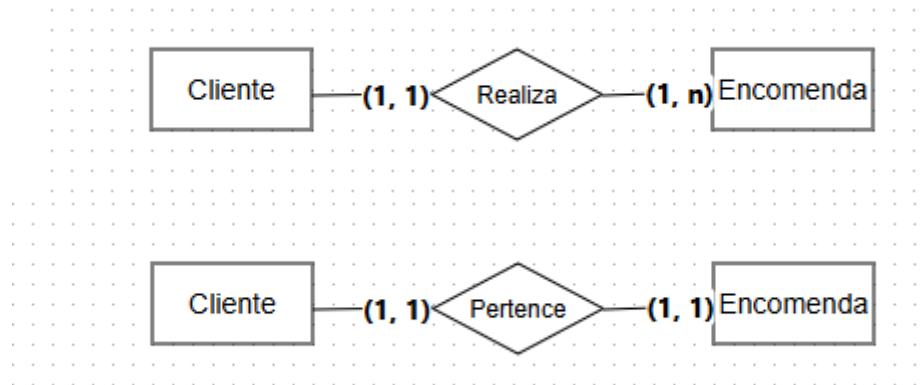 Cliente (1, 1) Realiza (1, n) Encomenda
Cliente (1, 1) Pertence (1, 1) Encomenda